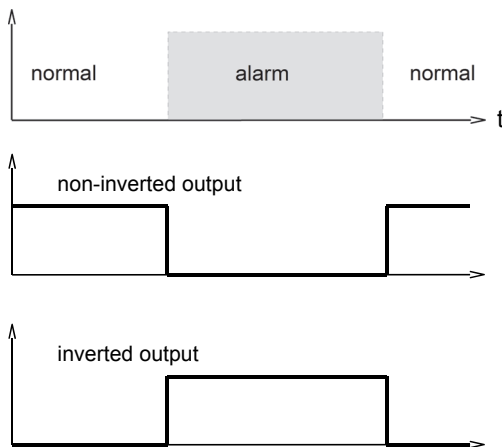 normal alarm normal
t
non-inverted output
inverted output